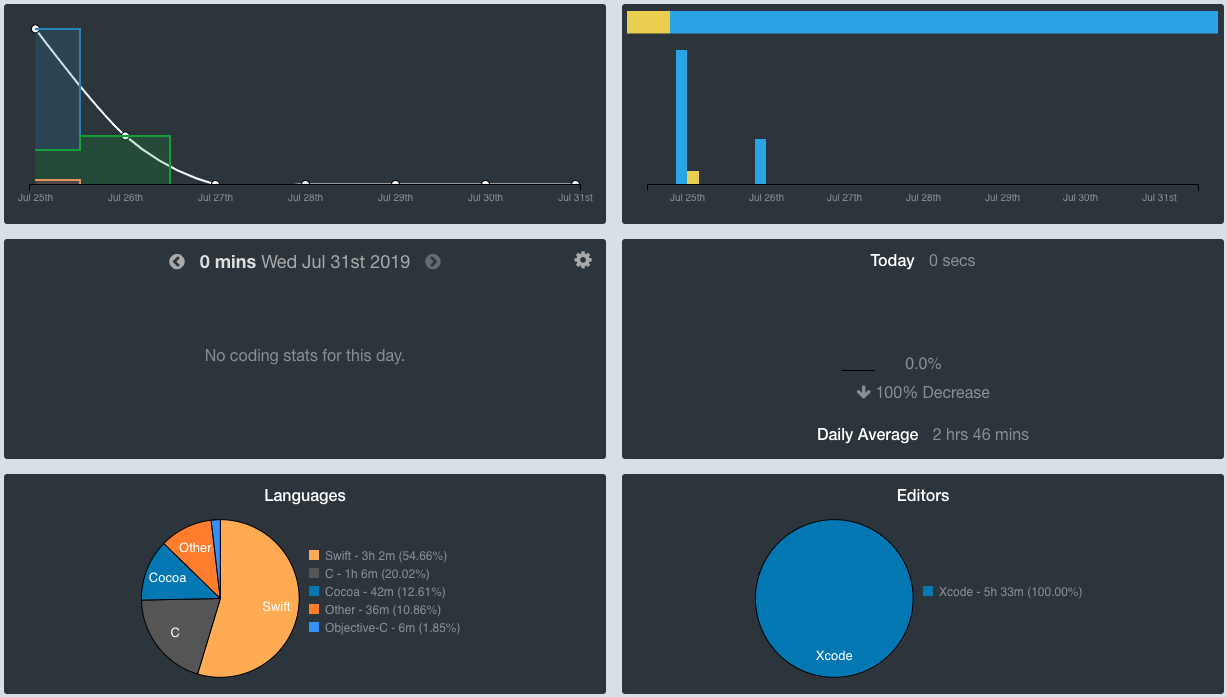 Jul 25th Jul 26th Jul 27th Jul 28th Jul 29th Jul 30th Jul 31st
Jul 25th Jul 26th Jul 27th Jul 28th Jul 29th Jul 30th Jul 31st
0 mins Wed Jul 31st 2019
No coding stats for this day.
Today 0 secs
0.0%
100% Decrease
Daily Average 2 hrs 46 mins
Languages
Other
Cocoa
Swift
C
Swift - 3h 2m (54.66%)
C - 1h 6m (20.02%)
Cocoa - 42m (12.61%)
Other - 36m (10.86%)
Objective-C - 6m (1.85%)
Editors
Xcode
Xcode - 5h 33m (100.00%)